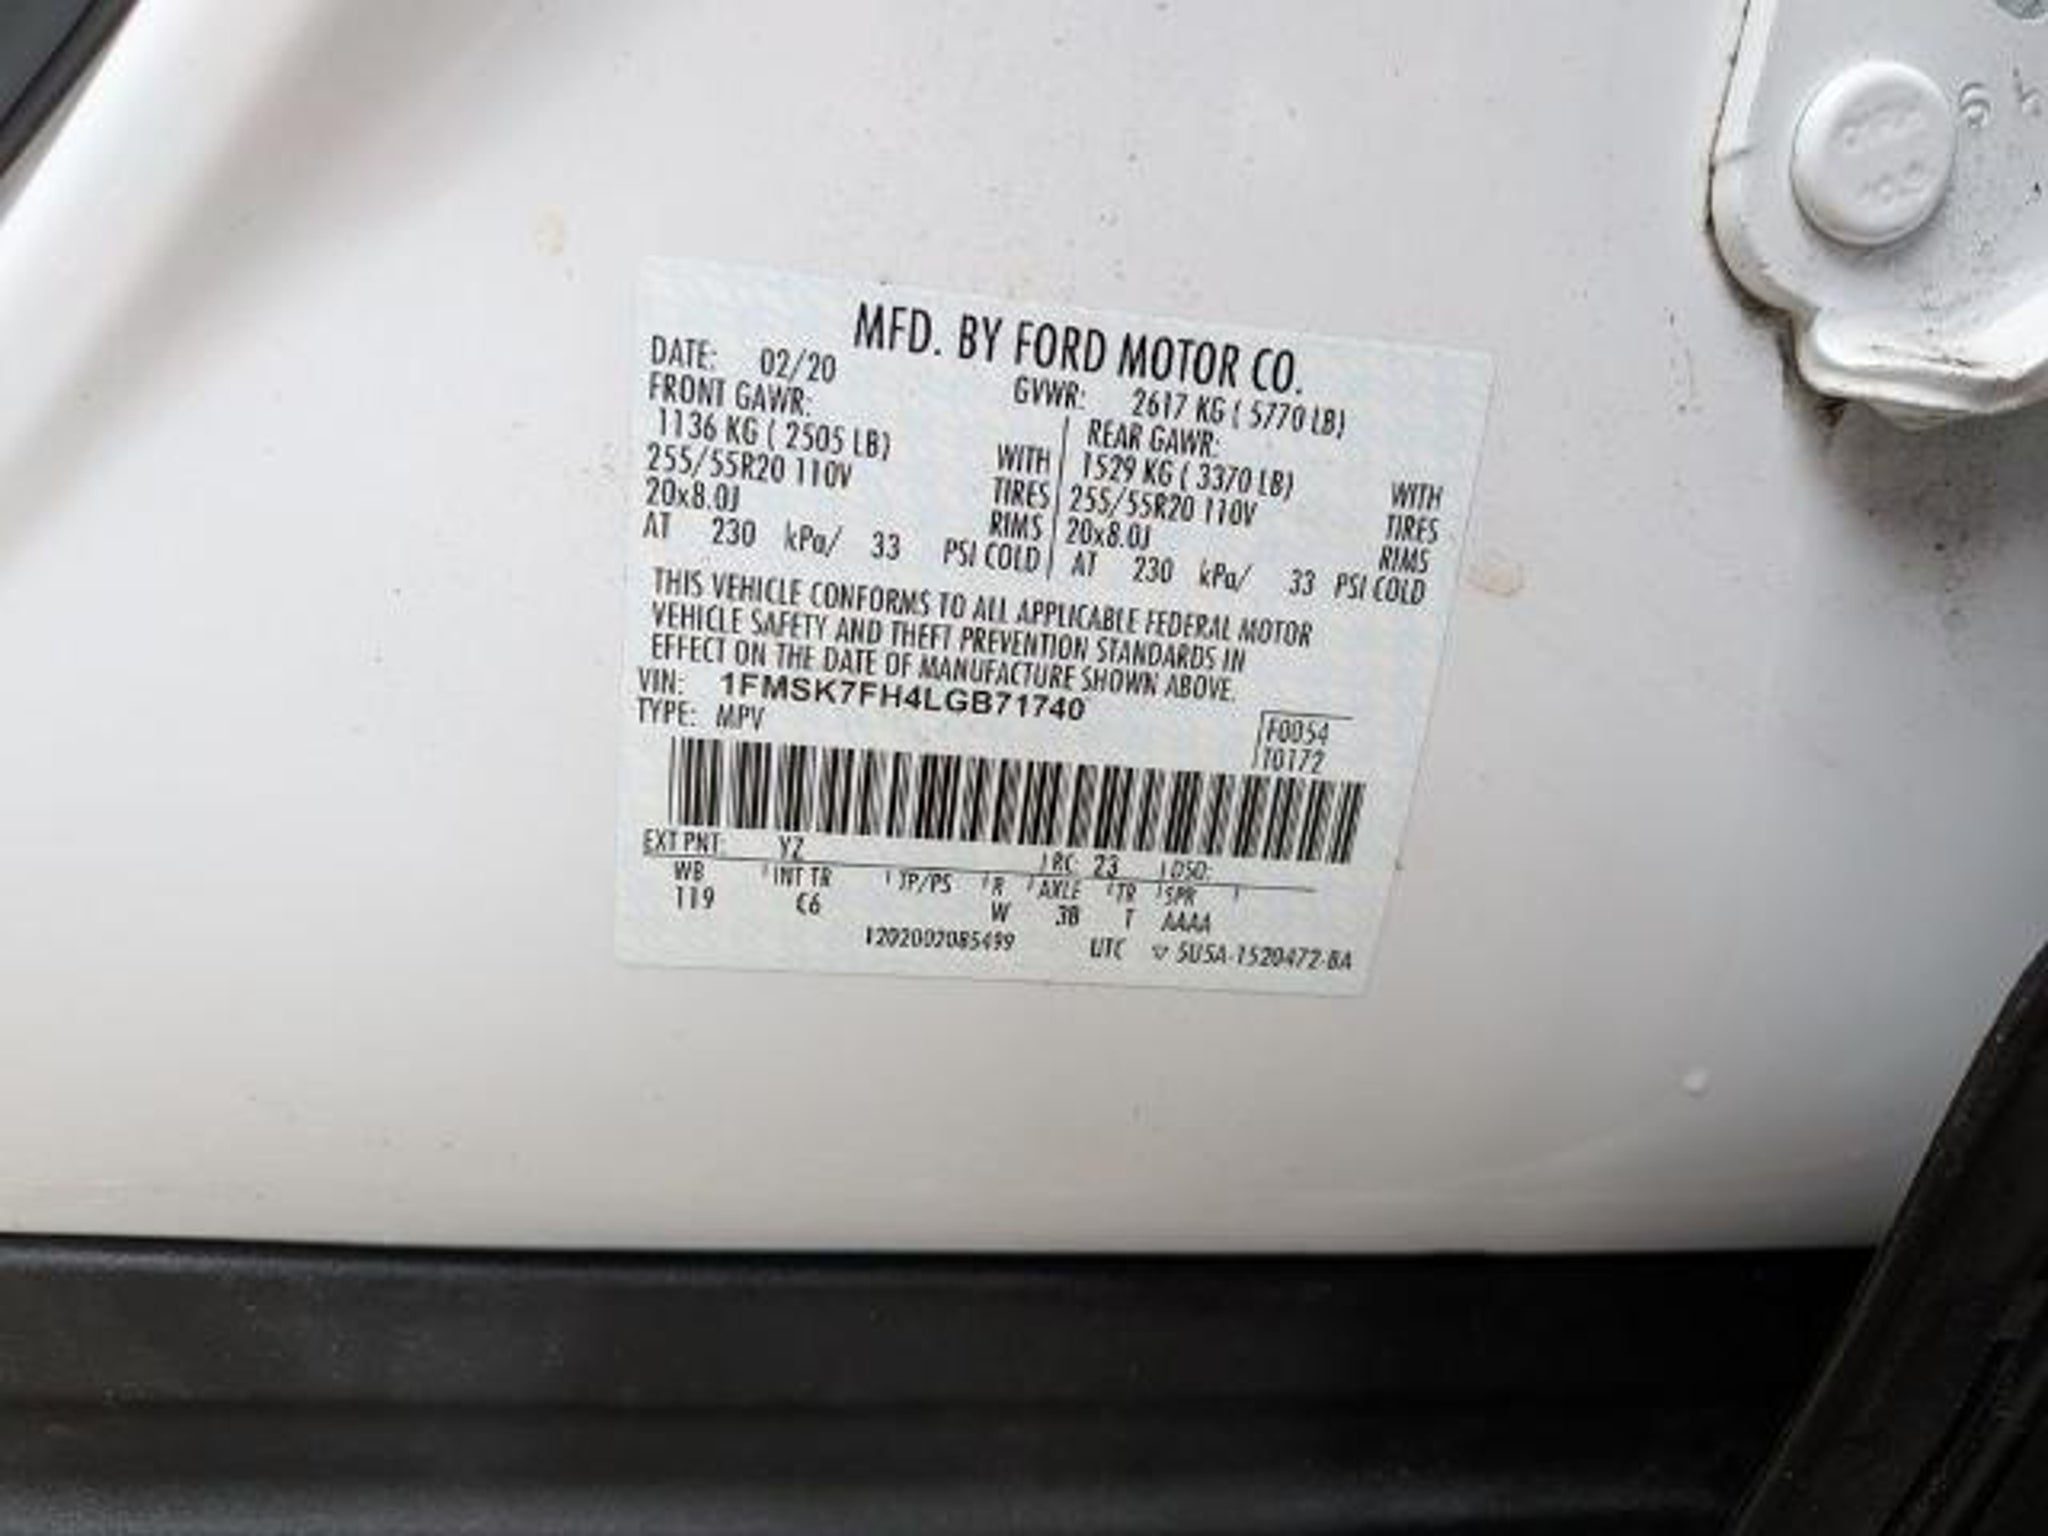 MFD. BY FORD MOTOR CO.
DATE: 02/20 GVWR: 2617 KG ( 5770 LB)
FRONT GAWR: REAR GAWR:
1136 KG ( 2505 LB) WITH 1529 KG ( 3370 LB) WITH
255/55R20 110V TIRES 255/55R20 110V TIRES
20x8.0J RIMS 20x8.0J RIMS
AT 230 kPa/ 33 PSI COLD AT 230 kPa/ 33 PSI COLD
THIS VEHICLE CONFORMS TO ALL APPLICABLE FEDERAL MOTOR
VEHICLE SAFETY AND THEFT PREVENTION STANDARDS IN
EFFECT ON THE DATE OF MANUFACTURE SHOWN ABOVE.
VIN: 1FMSK7FH4LGB71740
TYPE: MPV F0054
T0172
EXT PNT: YZ RC: 23 DSO:
WB INT TR TP/PS R AXLE TR SPR
119 C6 W 3B T AAAA
1202002085499 UTC ▽ 5U5A-1520472-BA